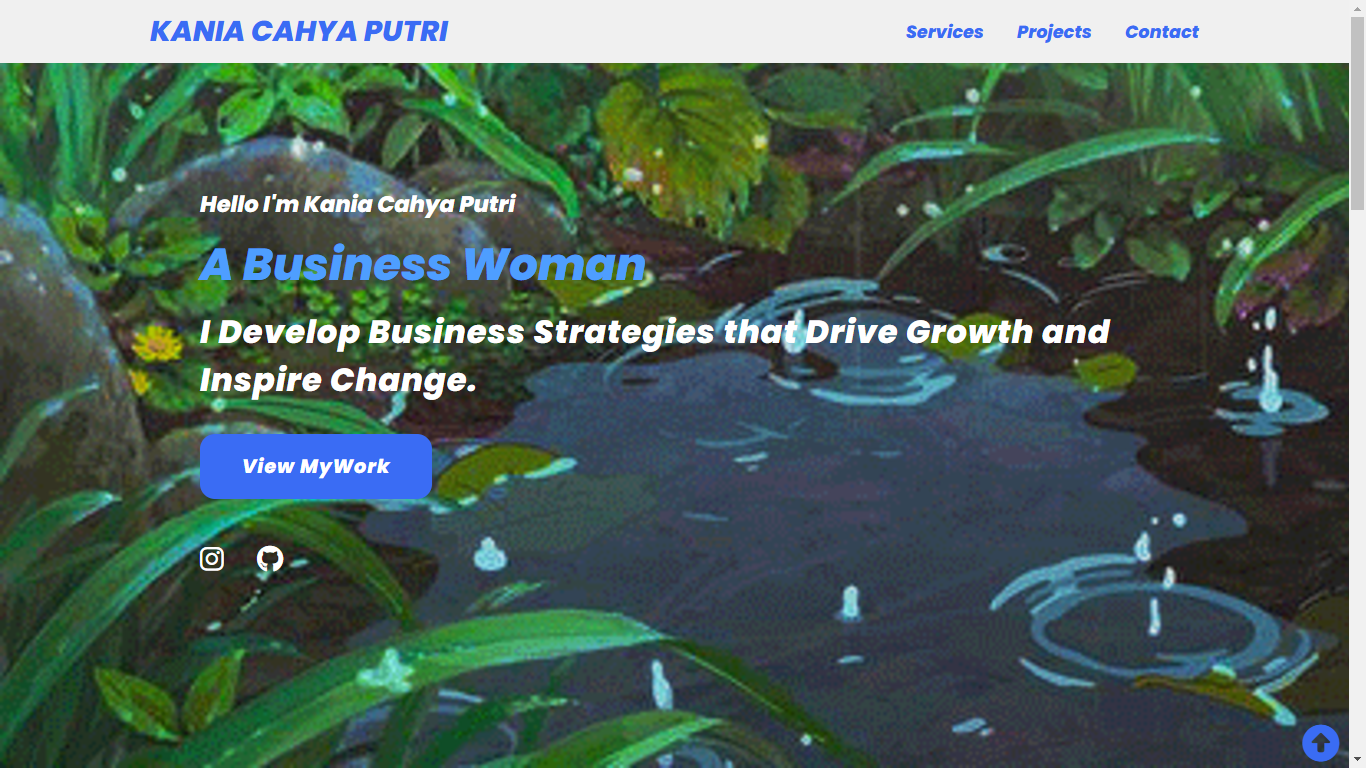 KANIA CAHYA PUTRI
Services Projects Contact
Hello I'm Kania Cahya Putri
A Business Woman
I Develop Business Strategies that Drive Growth and
Inspire Change.
View MyWork